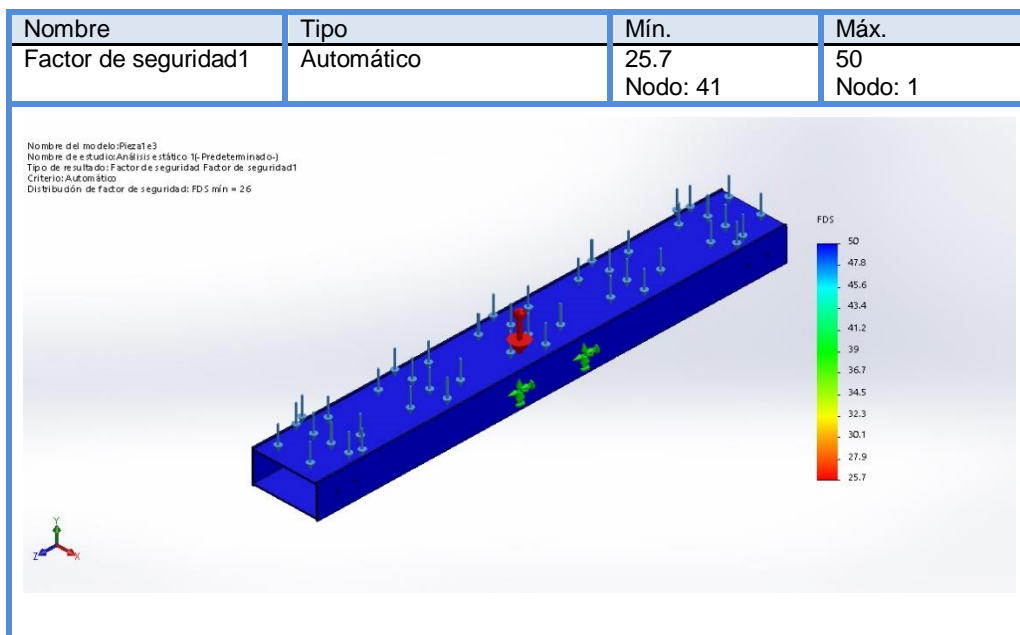 Nombre Tipo Mín. Máx.
Factor de seguridad1 Automático 25.7 50
Nodo: 41 Nodo: 1
Nombre del modelo:Pieza1e3
Nombre de estudio:Análisis estático 1(-Predeterminado-)
Tipo de resultado: Factor de seguridad Factor de seguridad1
Criterio: Automático
Distribución de factor de seguridad: FDS mín = 26
FDS
50
47.8
45.6
43.4
41.2
39
36.7
34.5
32.3
30.1
27.9
25.7
Y
Z X